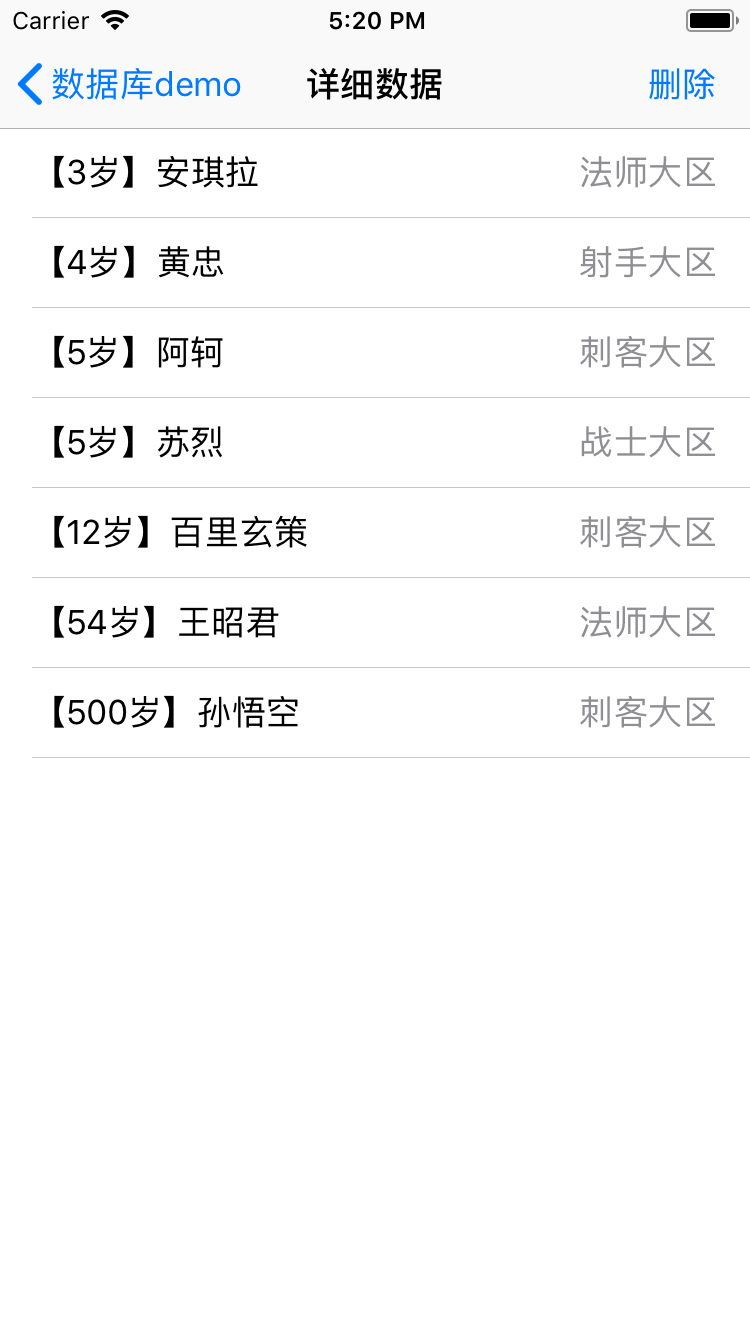 Carrier 5:20 PM
数据库demo 详细数据 删除
【3岁】安琪拉 法师大区
【4岁】黄忠 射手大区
【5岁】阿轲 刺客大区
【5岁】苏烈 战士大区
【12岁】百里玄策 刺客大区
【54岁】王昭君 法师大区
【500岁】孙悟空 刺客大区